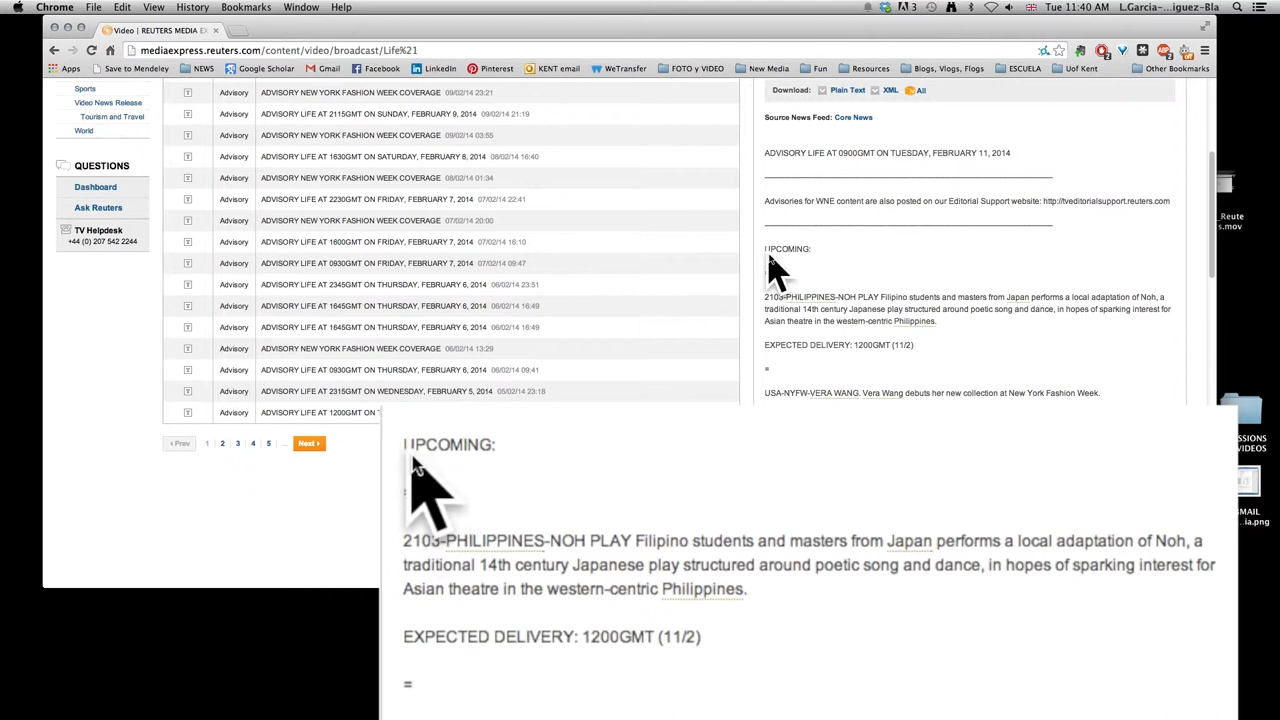 Chrome File Edit View History Bookmarks Window Help
3 Tue 11:40 AM L.Garcia-...iguez-Bla
Video | REUTERS MEDIA EX
mediaexpress.reuters.com/content/video/broadcast/Life%21
Apps Save to Mendeley NEWS Google Scholar Gmail Facebook LinkedIn Pinterest KENT email WeTransfer FOTO y VIDEO New Media Fun Resources Blogs, Vlogs, Flogs ESCUELA Uof Kent Other Bookmarks
Sports
Video News Release
Tourism and Travel
World
QUESTIONS
Dashboard
Ask Reuters
TV Helpdesk
+44 (0) 207 542 2244
Advisory ADVISORY NEW YORK FASHION WEEK COVERAGE 09/02/14 23:21
Advisory ADVISORY LIFE AT 2115GMT ON SUNDAY, FEBRUARY 9, 2014 09/02/14 21:19
Advisory ADVISORY NEW YORK FASHION WEEK COVERAGE 09/02/14 03:55
Advisory ADVISORY LIFE AT 1630GMT ON SATURDAY, FEBRUARY 8, 2014 08/02/14 16:40
Advisory ADVISORY NEW YORK FASHION WEEK COVERAGE 08/02/14 01:34
Advisory ADVISORY LIFE AT 2230GMT ON FRIDAY, FEBRUARY 7, 2014 07/02/14 22:41
Advisory ADVISORY NEW YORK FASHION WEEK COVERAGE 07/02/14 20:00
Advisory ADVISORY LIFE AT 1600GMT ON FRIDAY, FEBRUARY 7, 2014 07/02/14 16:10
Advisory ADVISORY LIFE AT 0930GMT ON FRIDAY, FEBRUARY 7, 2014 07/02/14 09:47
Advisory ADVISORY LIFE AT 2345GMT ON THURSDAY, FEBRUARY 6, 2014 06/02/14 23:51
Advisory ADVISORY LIFE AT 1645GMT ON THURSDAY, FEBRUARY 6, 2014 06/02/14 16:49
Advisory ADVISORY LIFE AT 1645GMT ON THURSDAY, FEBRUARY 6, 2014 06/02/14 16:49
Advisory ADVISORY NEW YORK FASHION WEEK COVERAGE 06/02/14 13:29
Advisory ADVISORY LIFE AT 0930GMT ON THURSDAY, FEBRUARY 6, 2014 06/02/14 09:41
Advisory ADVISORY LIFE AT 2315GMT ON WEDNESDAY, FEBRUARY 5, 2014 05/02/14 23:18
Advisory ADVISORY LIFE AT 1200GMT ON
Prev 1 2 3 4 5 ... Next
Download: Plain Text XML All
Source News Feed: Core News
ADVISORY LIFE AT 0900GMT ON TUESDAY, FEBRUARY 11, 2014
Advisories for WNE content are also posted on our Editorial Support website: http://tveditorialsupport.reuters.com
UPCOMING:
2103-PHILIPPINES-NOH PLAY Filipino students and masters from Japan performs a local adaptation of Noh, a
traditional 14th century Japanese play structured around poetic song and dance, in hopes of sparking interest for
Asian theatre in the western-centric Philippines.
EXPECTED DELIVERY: 1200GMT (11/2)
=
USA-NYFW-VERA WANG. Vera Wang debuts her new collection at New York Fashion Week.
UPCOMING:
2103-PHILIPPINES-NOH PLAY Filipino students and masters from Japan performs a local adaptation of Noh, a
traditional 14th century Japanese play structured around poetic song and dance, in hopes of sparking interest for
Asian theatre in the western-centric Philippines.
EXPECTED DELIVERY: 1200GMT (11/2)
=
_Reute
s.mov
SSIONS
VIDEOS
GMAIL
ia.png